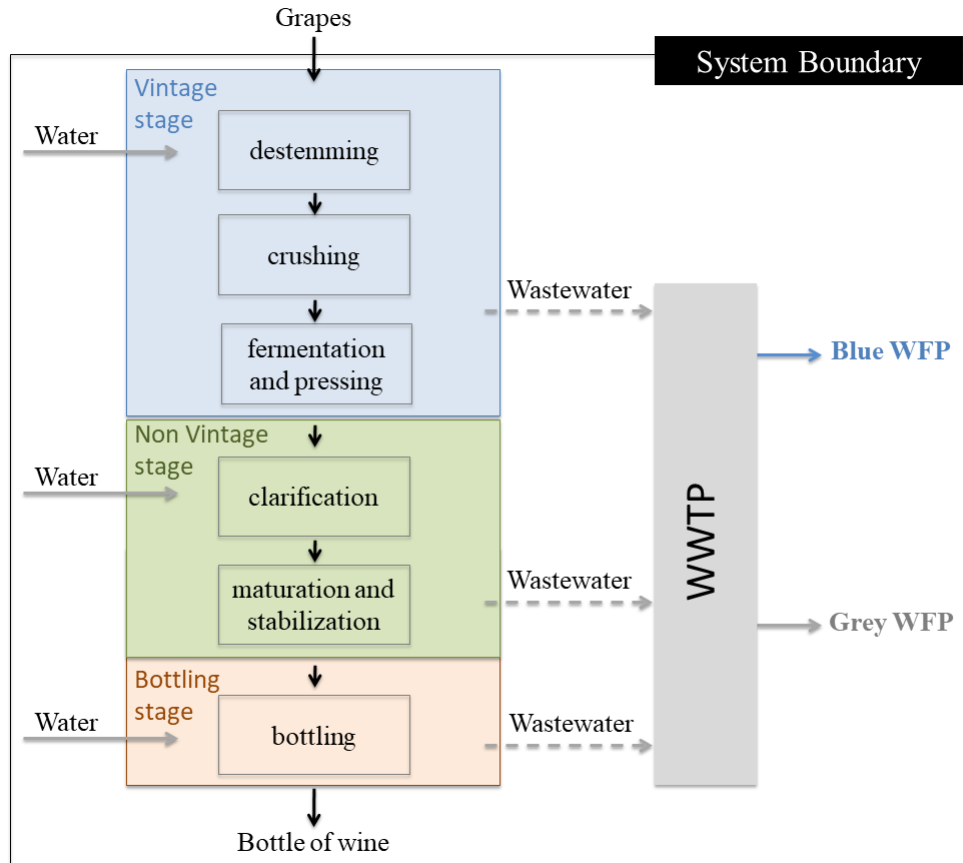 Grapes
System Boundary
Vintage
stage
Water
destemming
crushing
Wastewater
fermentation
and pressing
Blue WFP
Non Vintage
stage
Water
clarification
WWTP
maturation and
stabilization
Wastewater
Grey WFP
Bottling
stage
Water
bottling
Wastewater
Bottle of wine